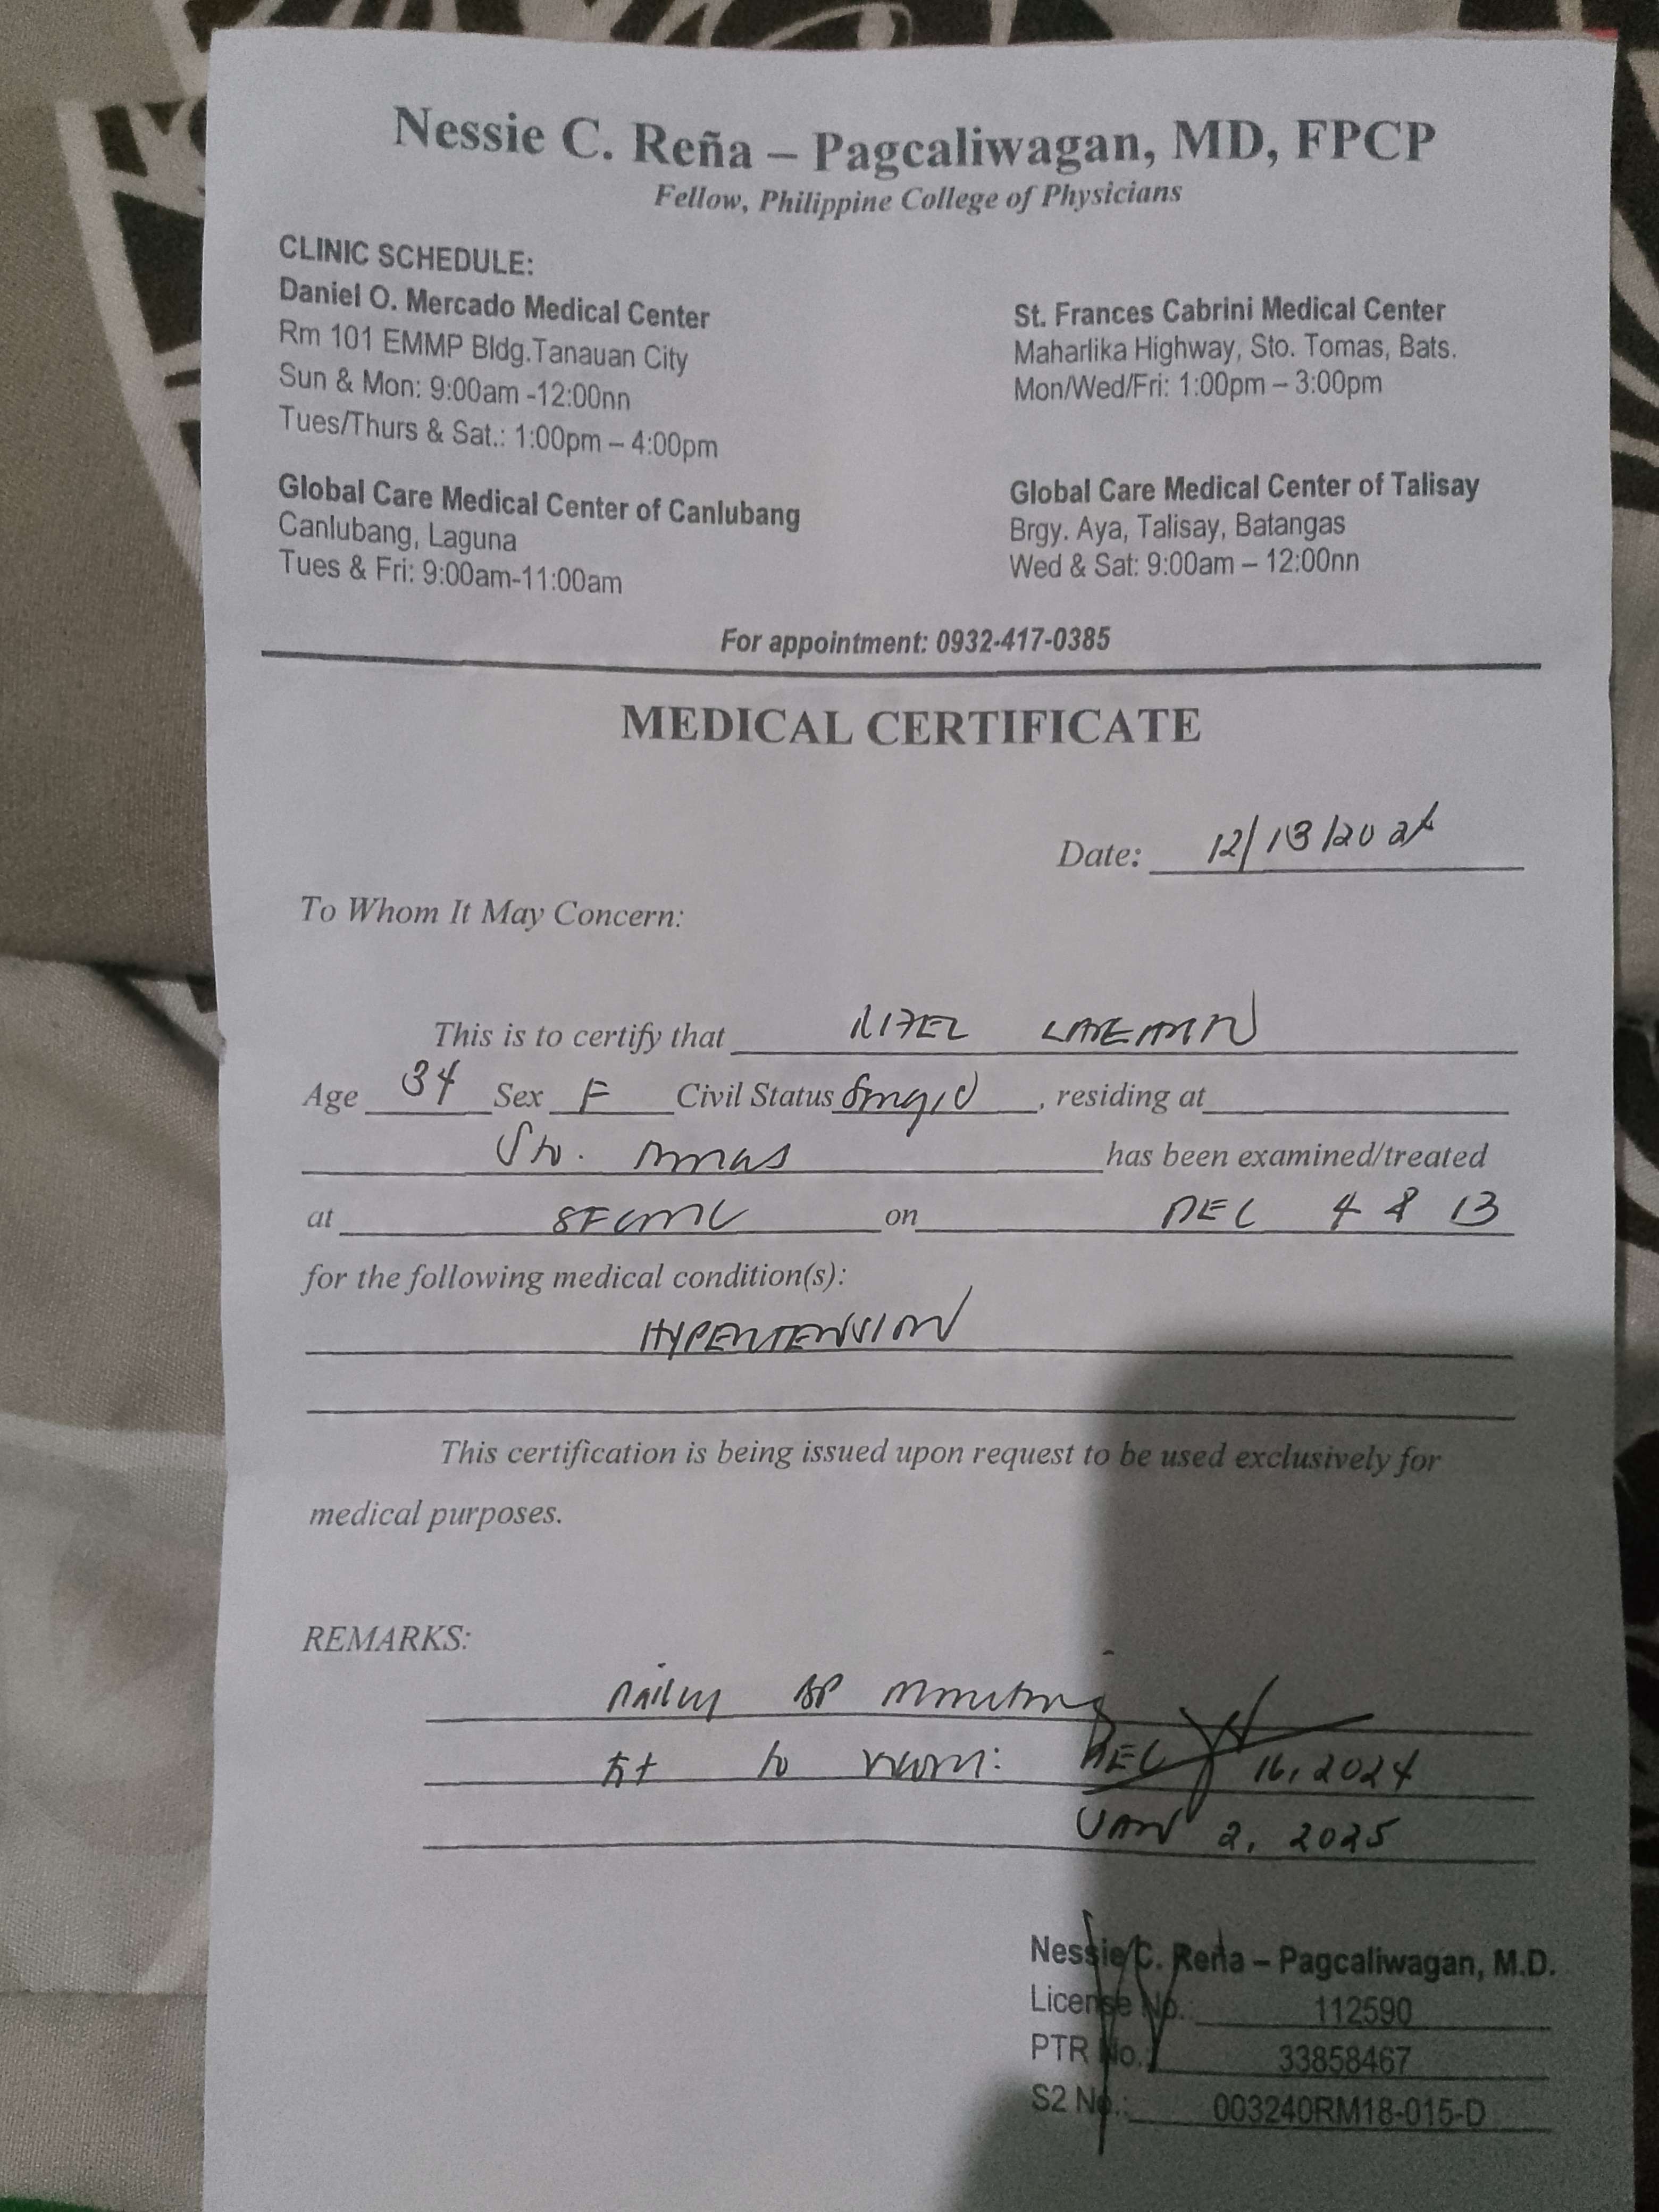 Nessie C. Reña – Pagcaliwagan, MD, FPCP
Fellow, Philippine College of Physicians
CLINIC SCHEDULE:
Daniel O. Mercado Medical Center
Rm 101 EMMP Bldg.Tanauan City
Sun & Mon: 9:00am -12:00nn
Tues/Thurs & Sat.: 1:00pm – 4:00pm
St. Frances Cabrini Medical Center
Maharlika Highway, Sto. Tomas, Bats.
Mon/Wed/Fri: 1:00pm – 3:00pm
Global Care Medical Center of Canlubang
Canlubang, Laguna
Tues & Fri: 9:00am-11:00am
Global Care Medical Center of Talisay
Brgy. Aya, Talisay, Batangas
Wed & Sat: 9:00am – 12:00nn
For appointment: 0932-417-0385
MEDICAL CERTIFICATE
Date: 12/13/2024
To Whom It May Concern:
This is to certify that
Age 34 Sex F Civil Status Single, residing at
Sto. Tomas has been examined/treated
at SFCMC on DEC 4 & 13
for the following medical condition(s):
HYPERTENSION
This certification is being issued upon request to be used exclusively for
medical purposes.
REMARKS:
Daily BP monitoring
fit to work: DEC 16, 2024
JAN 2, 2025
Nessie C. Reña – Pagcaliwagan, M.D.
License No.: 112590
PTR No.: 33858467
S2 No.: 003240RM18-015-D